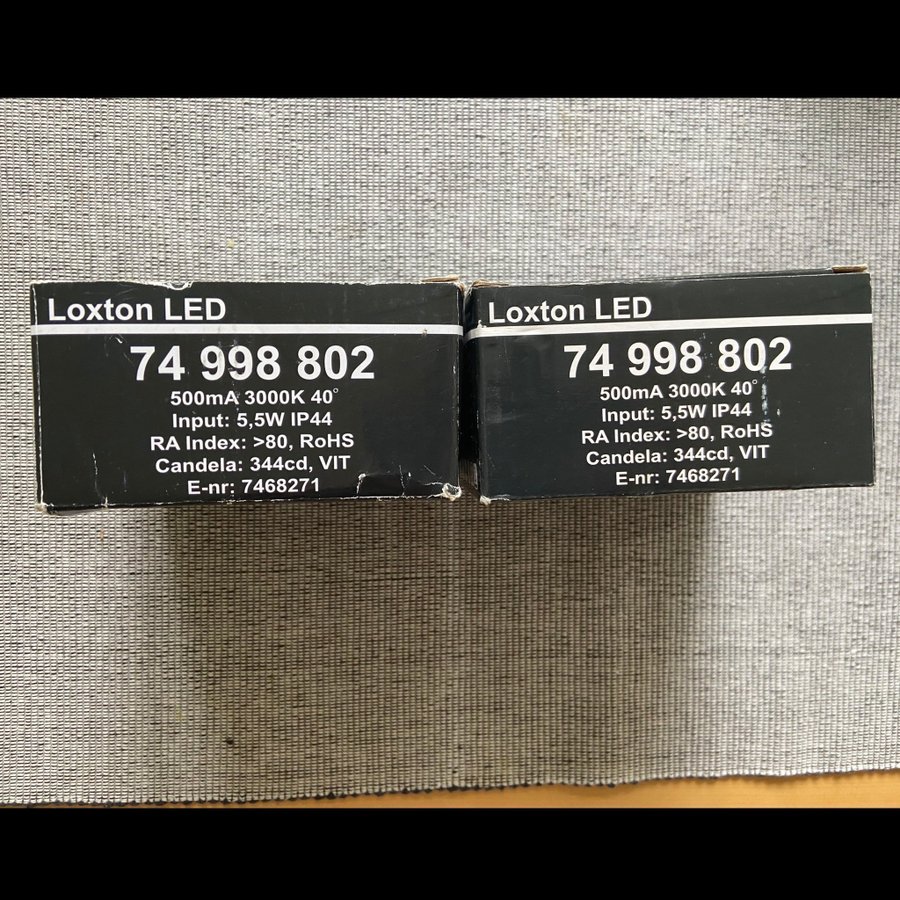 Loxton LED
74 998 802
500mA 3000K 40°
Input: 5,5W IP44
RA Index: >80, RoHS
Candela: 344cd, VIT
E-nr: 7468271
Loxton LED
74 998 802
500mA 3000K 40°
Input: 5,5W IP44
RA Index: >80, RoHS
Candela: 344cd, VIT
E-nr: 7468271